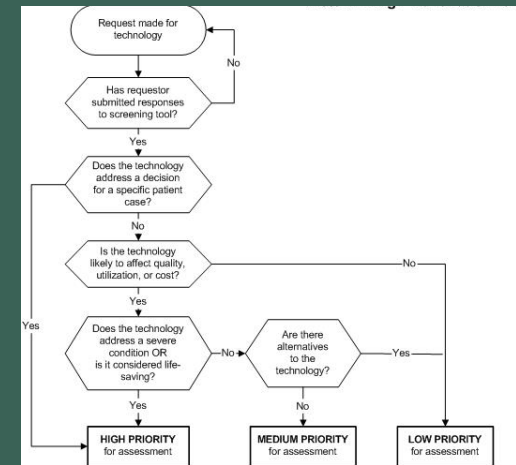 Request made for
technology
No
Has requestor
submitted responses
to screening tool?
Yes
Does the technology
address a decision
for a specific patient
case?
No
Is the technology
likely to affect quality,
utilization, or cost?
No
Yes
Yes
Does the technology
address a severe
condition OR
is it considered life-
saving?
No
Are there
alternatives
to the
technology?
Yes
Yes
No
HIGH PRIORITY
for assessment
MEDIUM PRIORITY
for assessment
LOW PRIORITY
for assessment